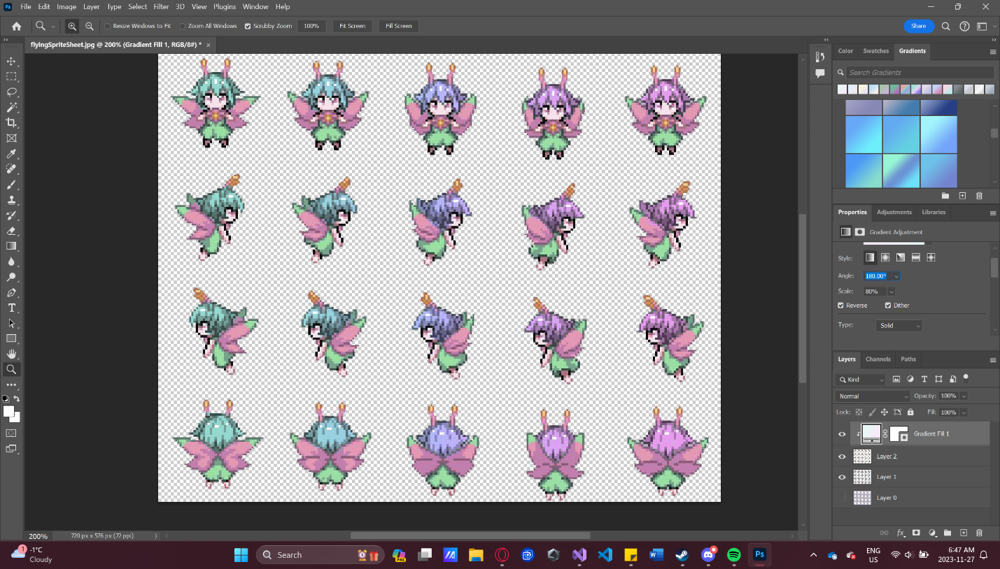 Ps File Edit Image Layer Type Select Filter 3D View Plugins Window Help
Resize Windows to Fit Zoom All Windows Scrubby Zoom 100% Fit Screen Fill Screen Share
flyingSpriteSheet.jpg @ 200% (Gradient Fill 1, RGB/8#) * ×
Color Swatches Gradients
Search Gradients
Properties Adjustments Libraries
Gradient Adjustment
Style:
Angle: 180.00°
Scale: 80%
Reverse Dither
Type: Solid
Layers Channels Paths
Kind
Normal Opacity: 100%
Lock: Fill: 100%
Gradient Fill 1
Layer 2
Layer 1
Layer 0
200% 720 px x 576 px (72 ppi)
1 -1°C
Cloudy
Search
PRE
Ps
ENG
US
6:47 AM
2023-11-27